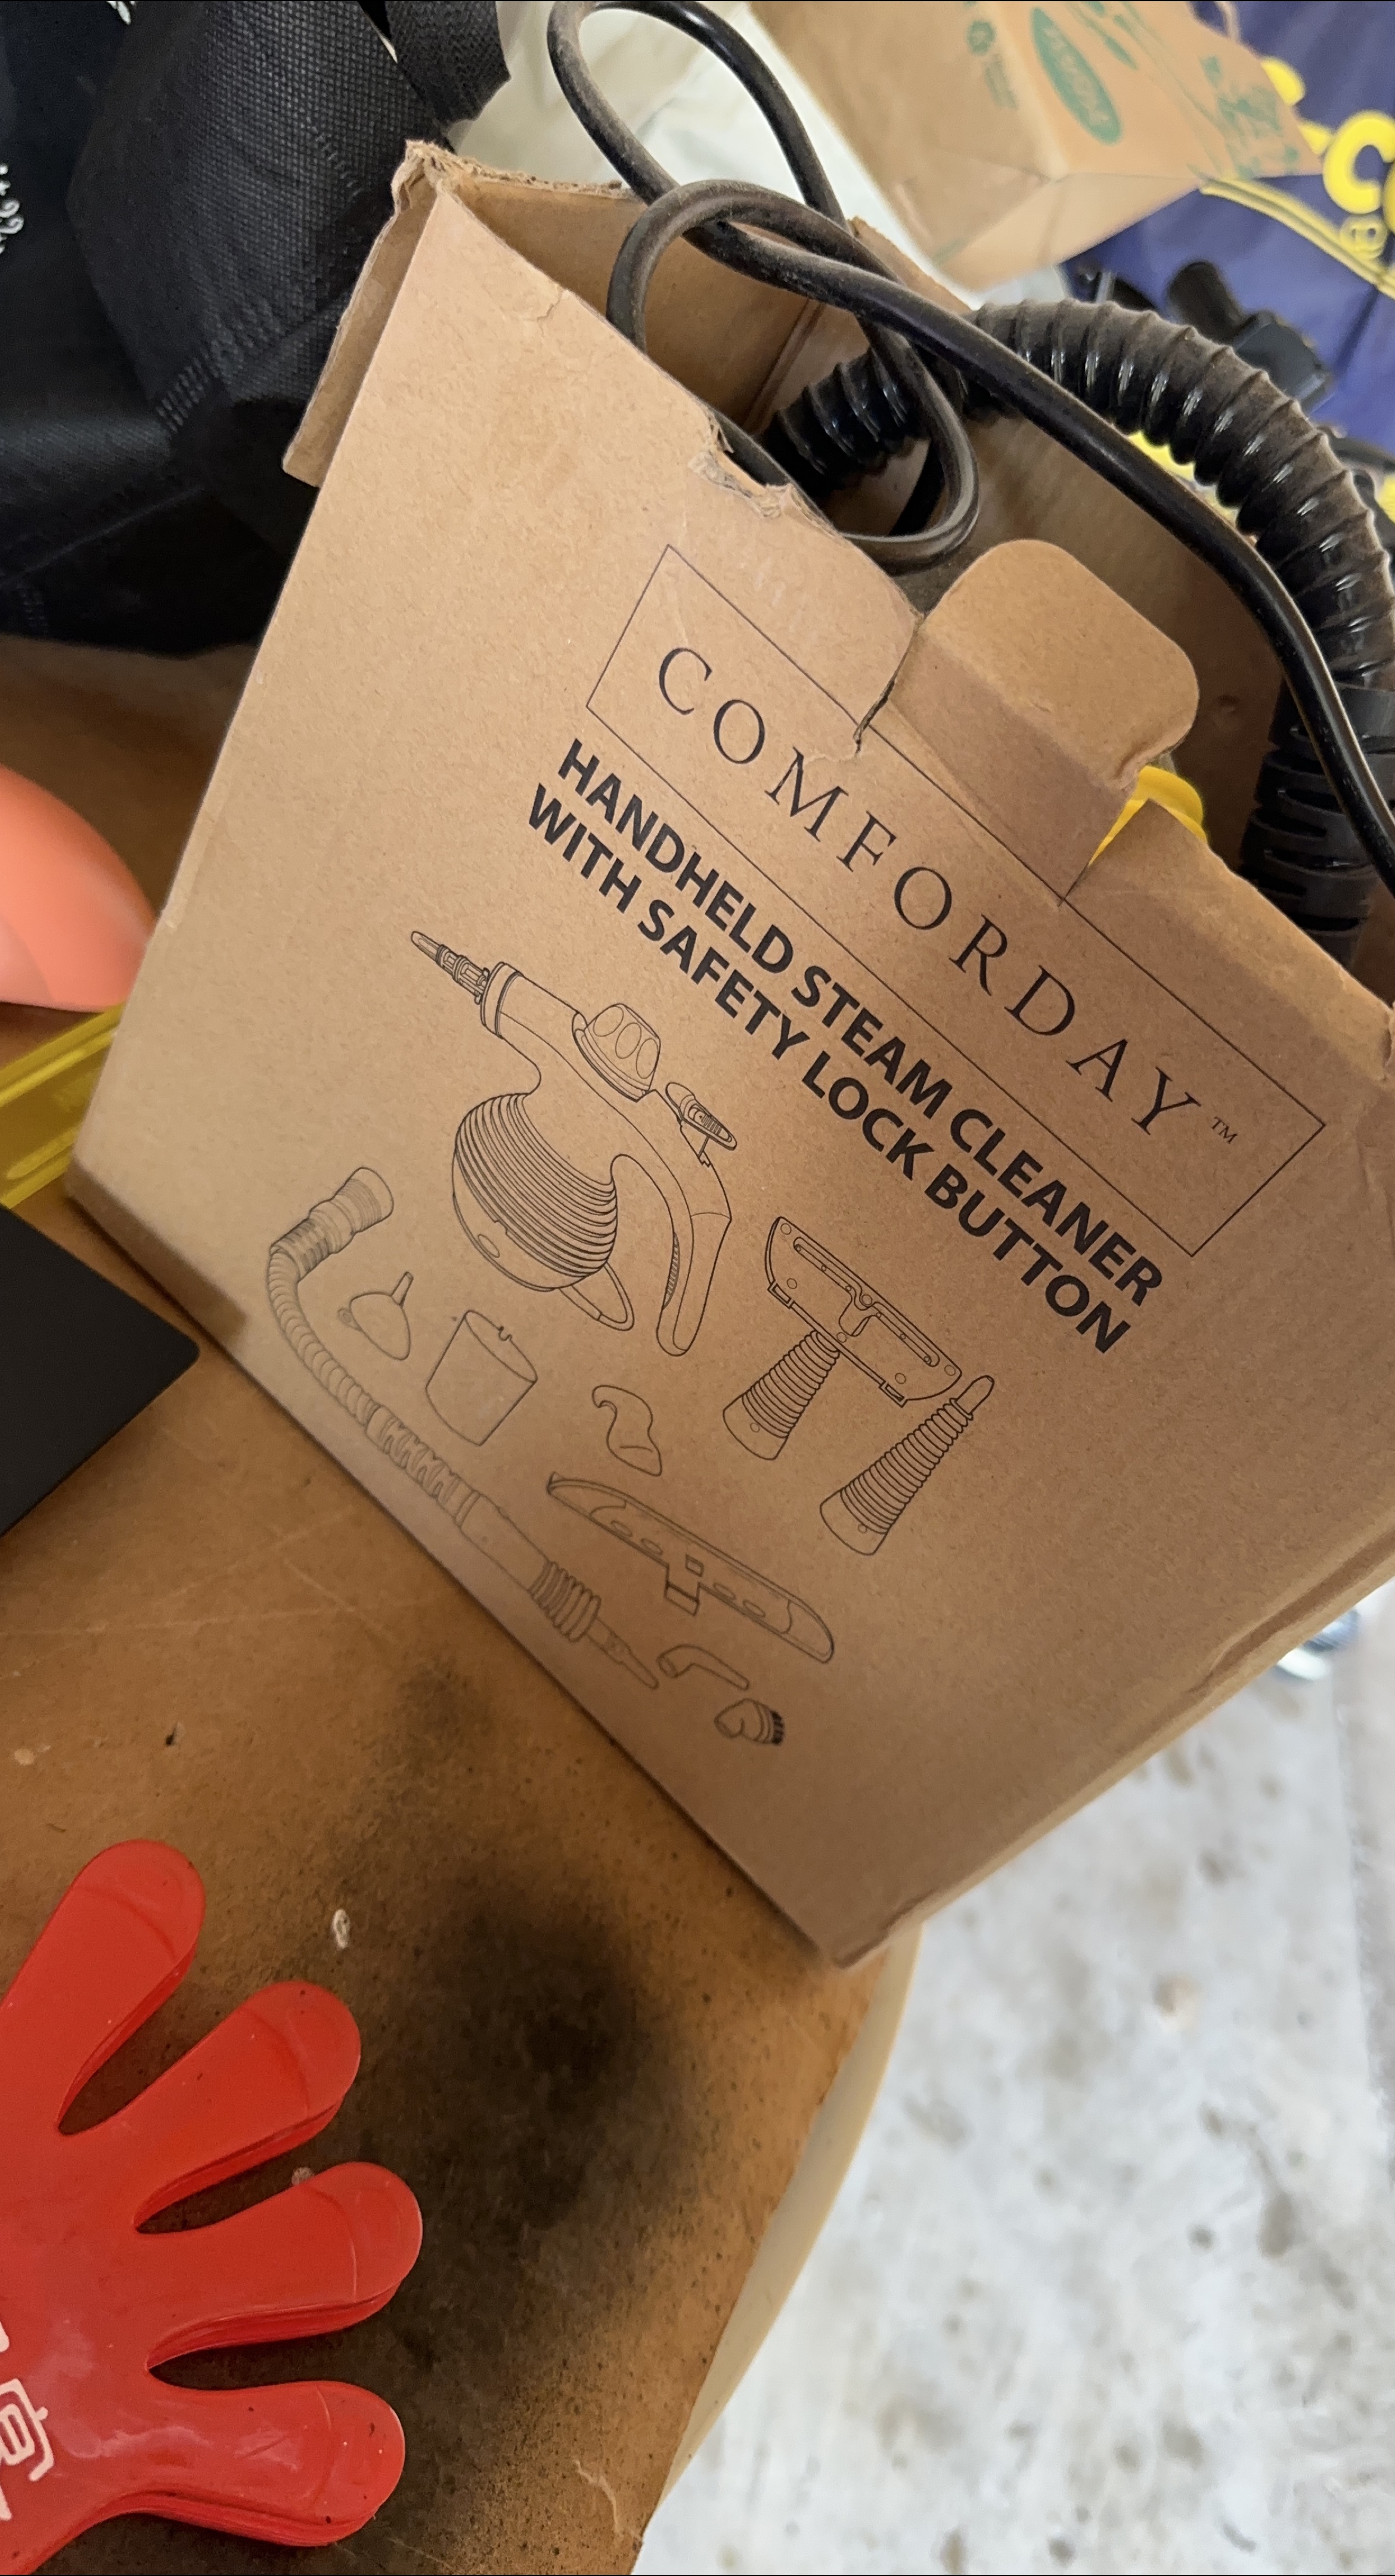 COMFORDAY™
HANDHELD STEAM CLEANER
WITH SAFETY LOCK BUTTON